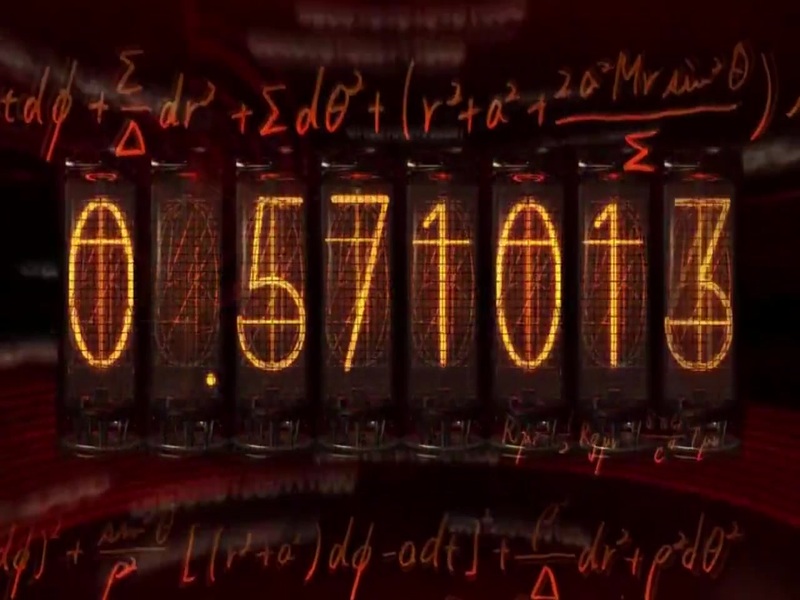 tdϕ + Σ/Δ dr² + Σdθ² + (r² + a² + 2a²Mr sin²θ/Σ)
0.571013
dϕ)² + sin²θ/ρ² [(r² + a²)dϕ - adt]² + ρ²/Δ dr² + ρ²dθ²